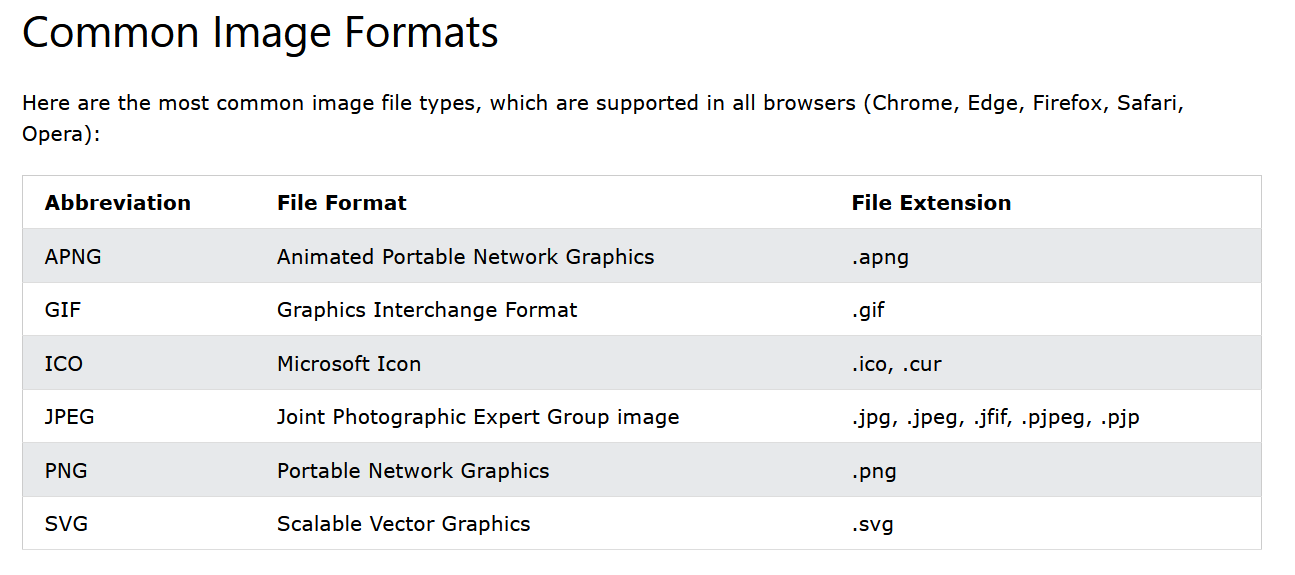 Common Image Formats
Here are the most common image file types, which are supported in all browsers (Chrome, Edge, Firefox, Safari,
Opera):
Abbreviation File Format File Extension
APNG Animated Portable Network Graphics .apng
GIF Graphics Interchange Format .gif
ICO Microsoft Icon .ico, .cur
JPEG Joint Photographic Expert Group image .jpg, .jpeg, .jfif, .pjpeg, .pjp
PNG Portable Network Graphics .png
SVG Scalable Vector Graphics .svg